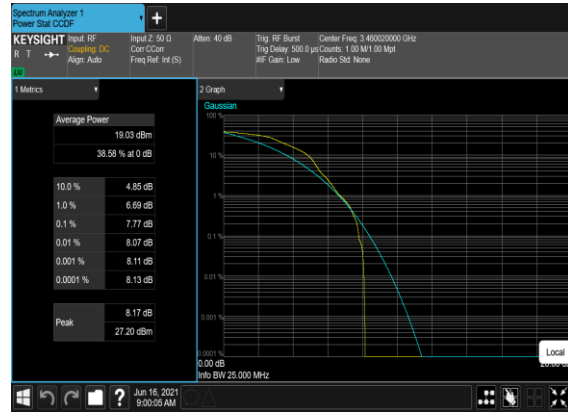 Spectrum Analyzer 1
Power Stat CCDF
KEYSIGHT
R T
LXI
Input: RF
Coupling: DC
Align: Auto
Input Z: 50 Ω
Corr CCorr
Freq Ref: Int (S)
Atten: 40 dB
Trig: RF Burst
Trig Delay: 500.0 µs
#IF Gain: Low
Center Freq: 3.460020000 GHz
Counts: 1.00 M/1.00 Mpt
Radio Std: None
1 Metrics
Average Power
19.03 dBm
38.58 % at 0 dB
10.0 % 4.85 dB
1.0 % 6.69 dB
0.1 % 7.77 dB
0.01 % 8.07 dB
0.001 % 8.11 dB
0.0001 % 8.13 dB
Peak 8.17 dB
27.20 dBm
2 Graph
Gaussian
100 %
10 %
1 %
0.1 %
0.01 %
0.001 %
0.0001 %
0.00 dB
Info BW 25.000 MHz
Local
?
Jun 16, 2021
9:00:05 AM